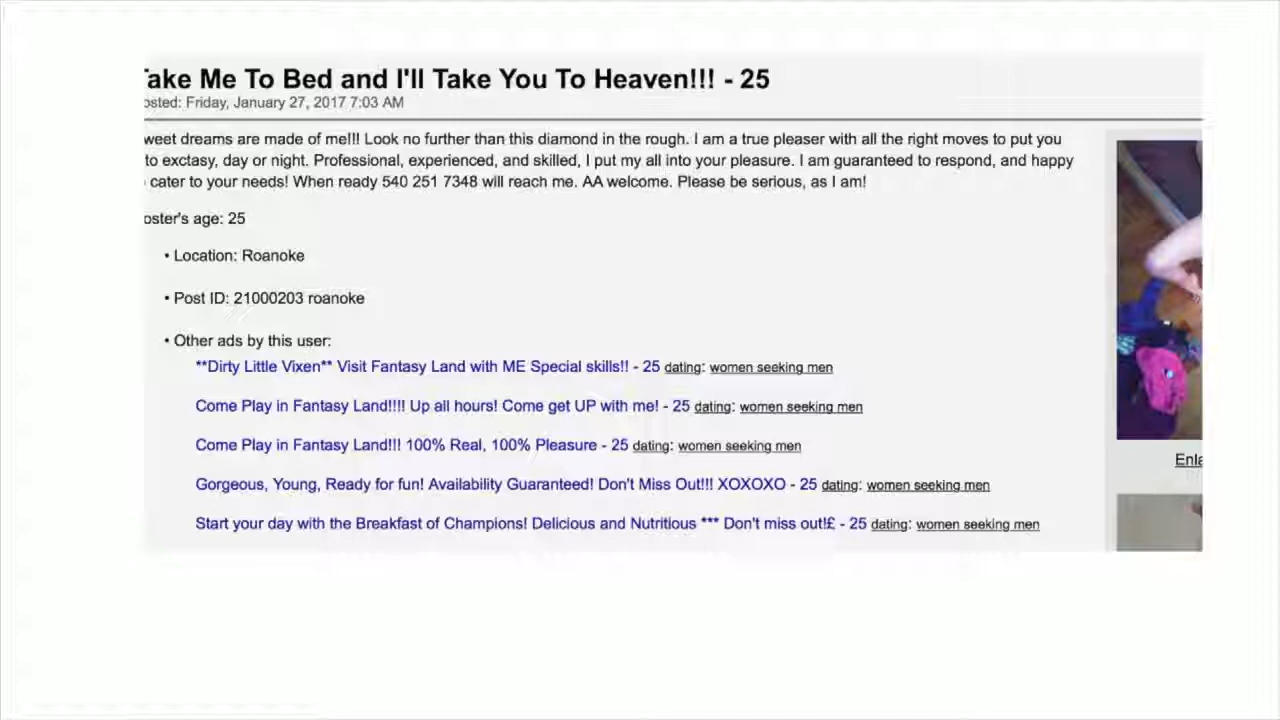 Take Me To Bed and I'll Take You To Heaven!!! - 25
osted: Friday, January 27, 2017 7:03 AM
weet dreams are made of me!!! Look no further than this diamond in the rough. I am a true pleaser with all the right moves to put you
to exctasy, day or night. Professional, experienced, and skilled, I put my all into your pleasure. I am guaranteed to respond, and happy
cater to your needs! When ready 540 251 7348 will reach me. AA welcome. Please be serious, as I am!
oster's age: 25
• Location: Roanoke
• Post ID: 21000203 roanoke
• Other ads by this user:
**Dirty Little Vixen** Visit Fantasy Land with ME Special skills!! - 25 dating: women seeking men
Come Play in Fantasy Land!!!! Up all hours! Come get UP with me! - 25 dating: women seeking men
Come Play in Fantasy Land!!! 100% Real, 100% Pleasure - 25 dating: women seeking men
Gorgeous, Young, Ready for fun! Availability Guaranteed! Don't Miss Out!!! XOXOXO - 25 dating: women seeking men
Start your day with the Breakfast of Champions! Delicious and Nutritious *** Don't miss out!£ - 25 dating: women seeking men
Enla